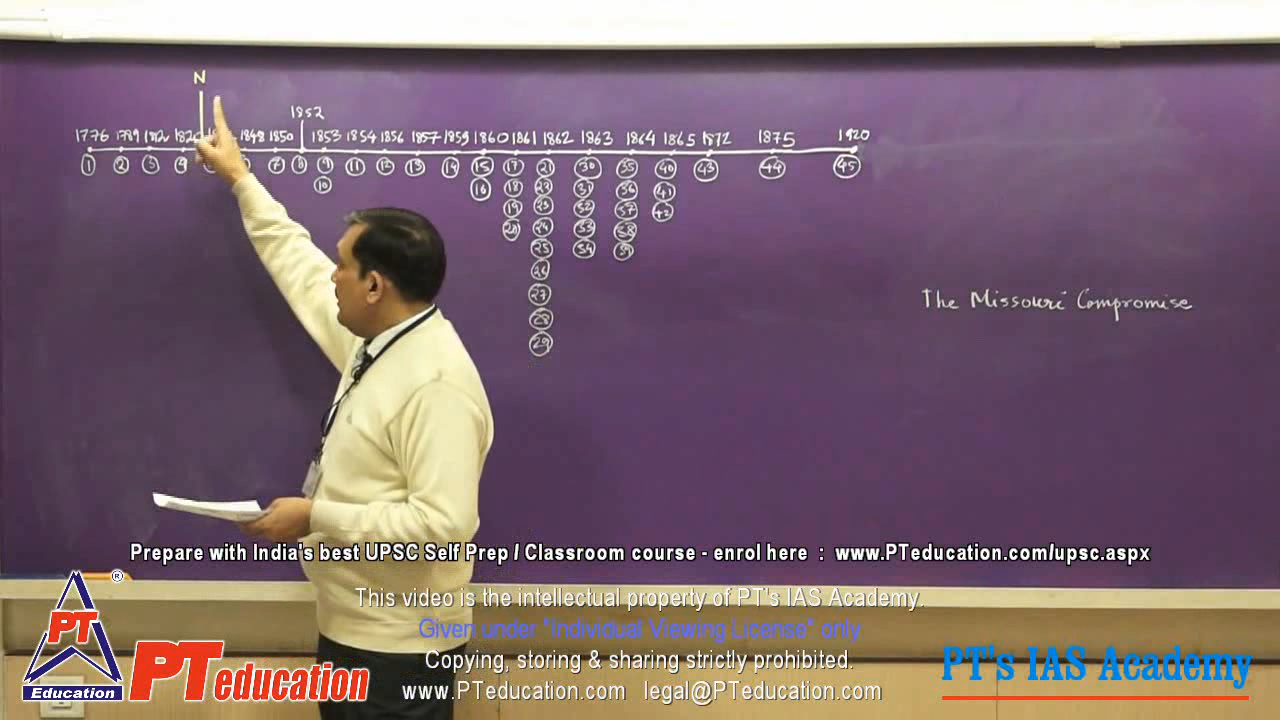 N
1852
1776 1789 1820 1848 1850 1853 1854 1856 1857 1859 1860 1861 1862 1863 1864 1865 1872 1875 1920
1 2 3 4 7 8 9 11 12 13 14 15 17 21 30 35 40 43 44 45
10 16 18 31 36 41
19 32 37 42
20 24 33 38
25 34 39
26
27
28
29
The Missouri Compromise
Prepare with India's best UPSC Self Prep / Classroom course - enrol here : www.PTeducation.com/upsc.aspx
This video is the intellectual property of PT's IAS Academy.
Given under "Individual Viewing License" only
Copying, storing & sharing strictly prohibited.
www.PTeducation.com legal@PTeducation.com
PT
Education
®
PT education
PT's IAS Academy